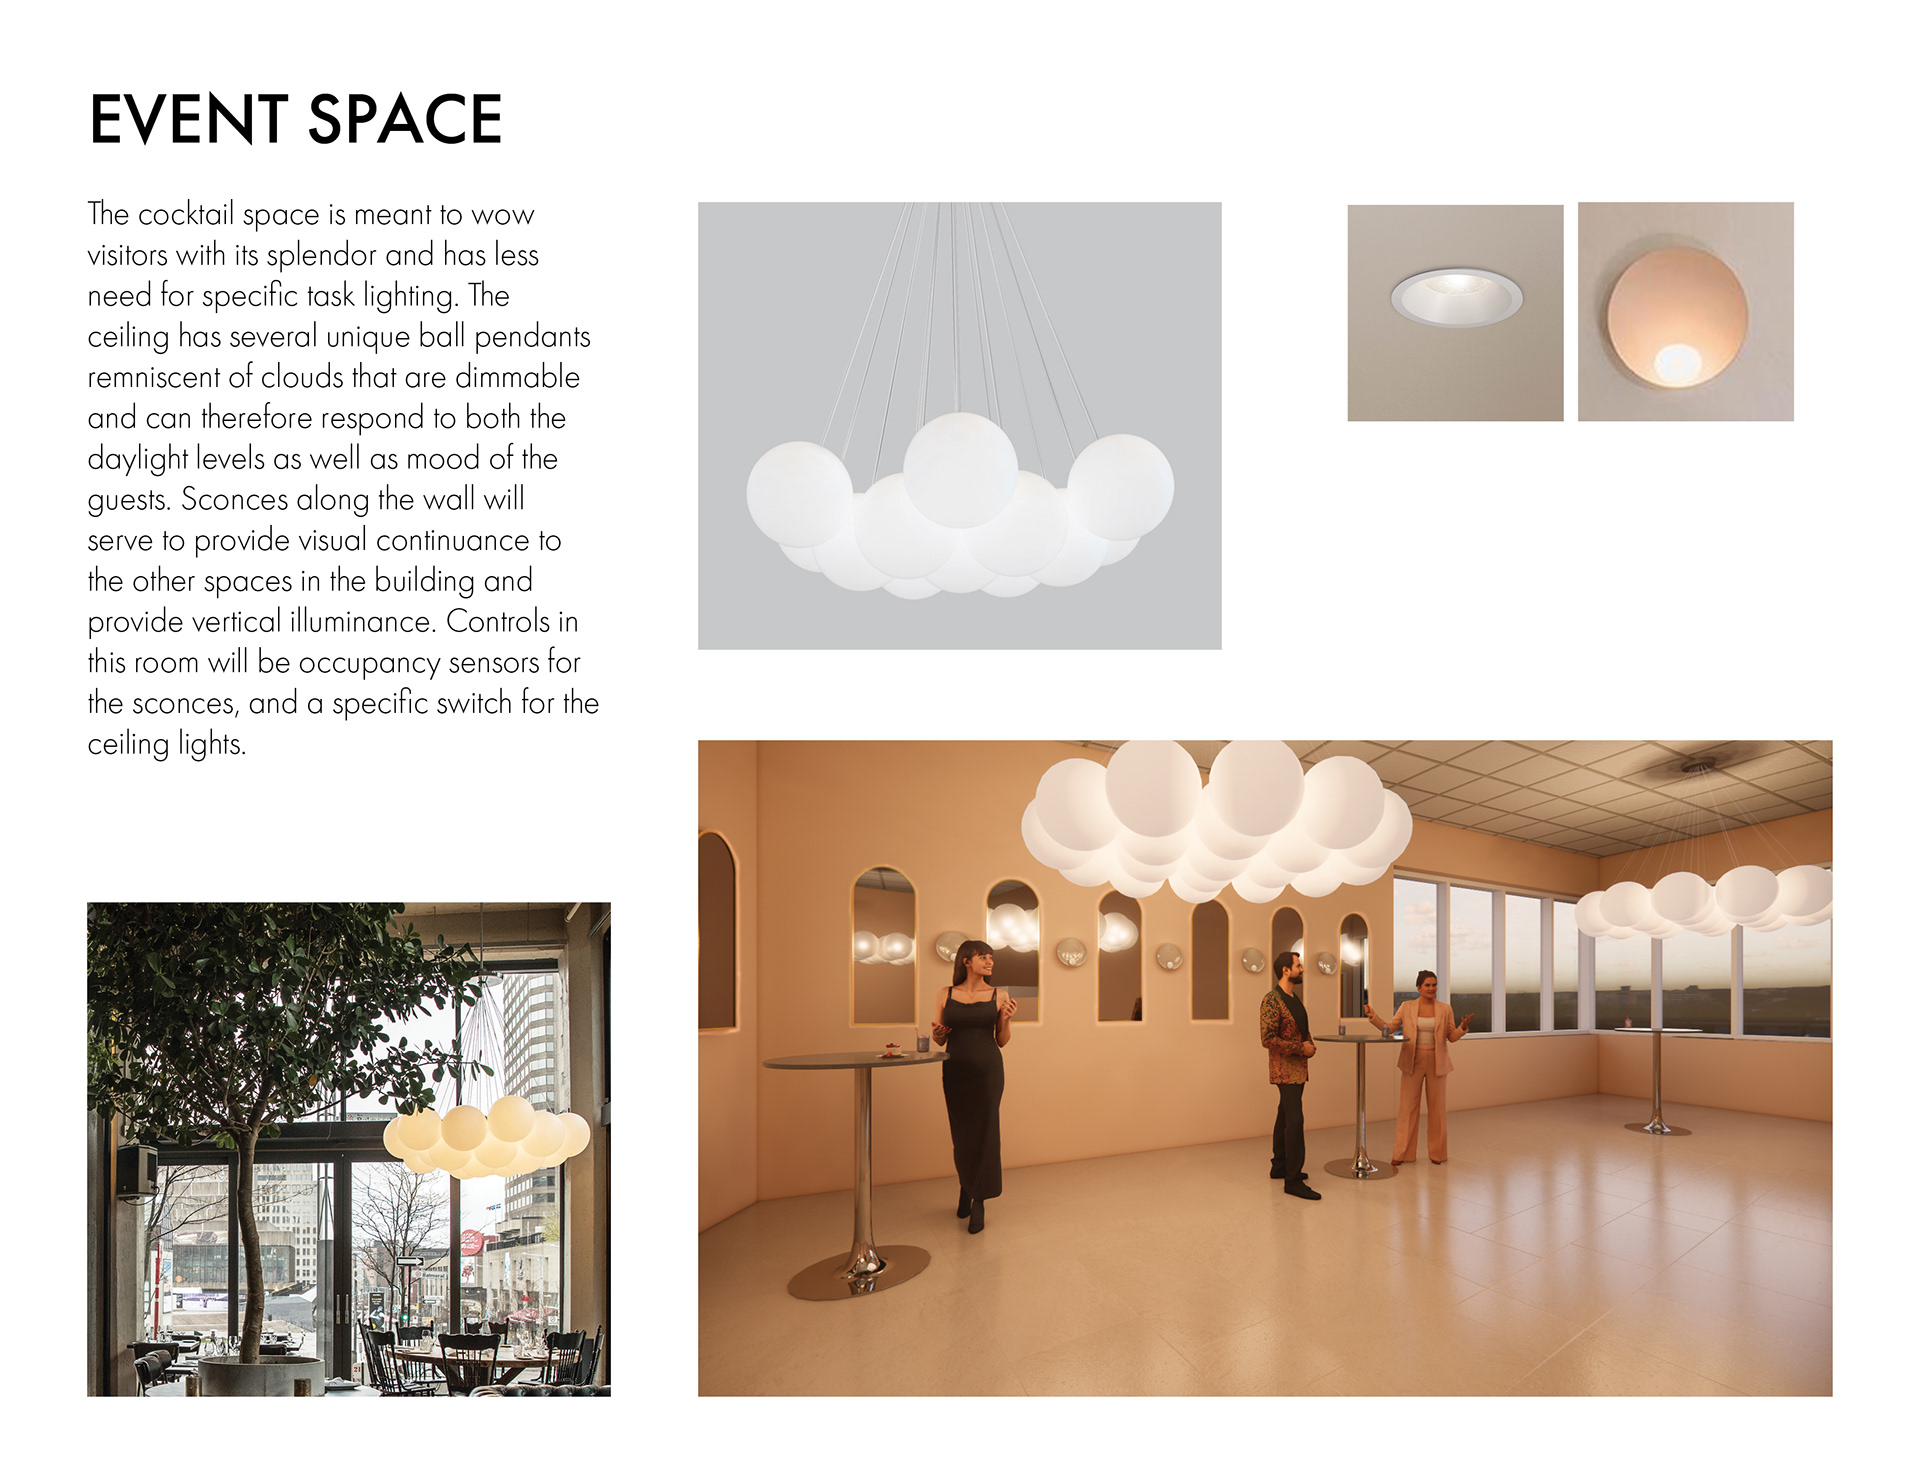 EVENT SPACE
The cocktail space is meant to wow
visitors with its splendor and has less
need for specific task lighting. The
ceiling has several unique ball pendants
remniscent of clouds that are dimmable
and can therefore respond to both the
daylight levels as well as mood of the
guests. Sconces along the wall will
serve to provide visual continuance to
the other spaces in the building and
provide vertical illuminance. Controls in
this room will be occupancy sensors for
the sconces, and a specific switch for the
ceiling lights.